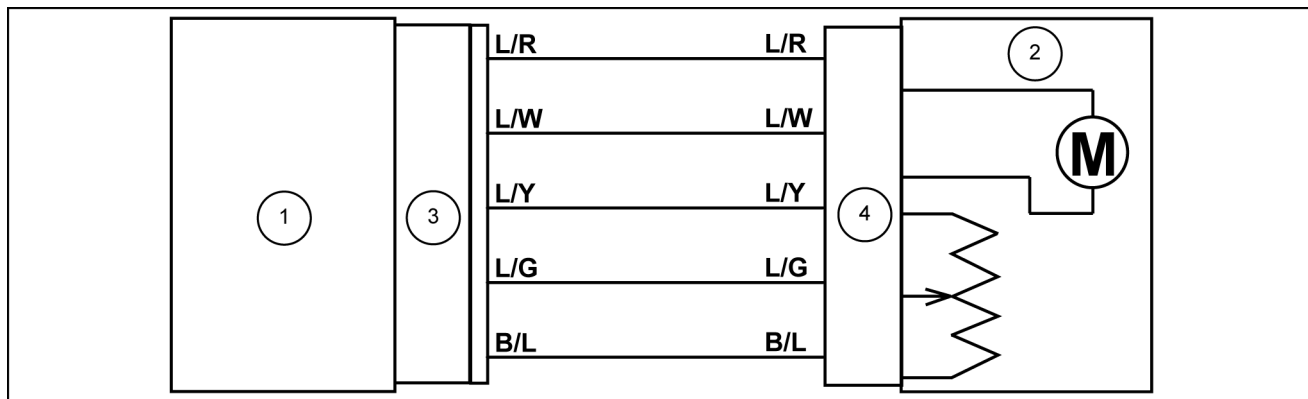 L/R L/R
2
L/W L/W
M
L/Y L/Y
1 3 4
L/G L/G
B/L B/L